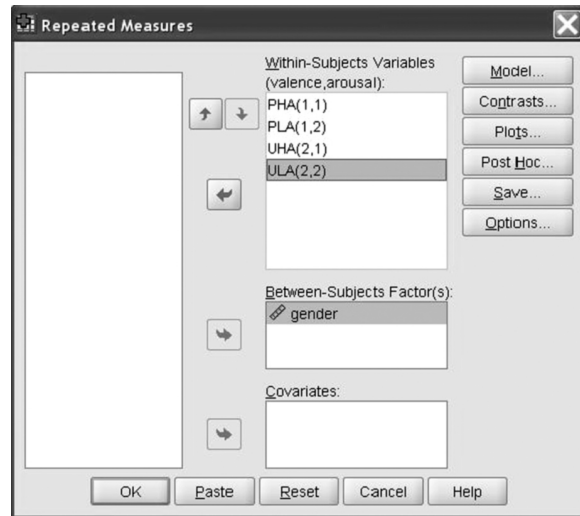 Repeated Measures
Within-Subjects Variables
(valence,arousal):
PHA(1,1)
PLA(1,2)
UHA(2,1)
ULA(2,2)
Model...
Contrasts...
Plots...
Post Hoc...
Save...
Options...
Between-Subjects Factor(s):
gender
Covariates:
OK
Paste
Reset
Cancel
Help